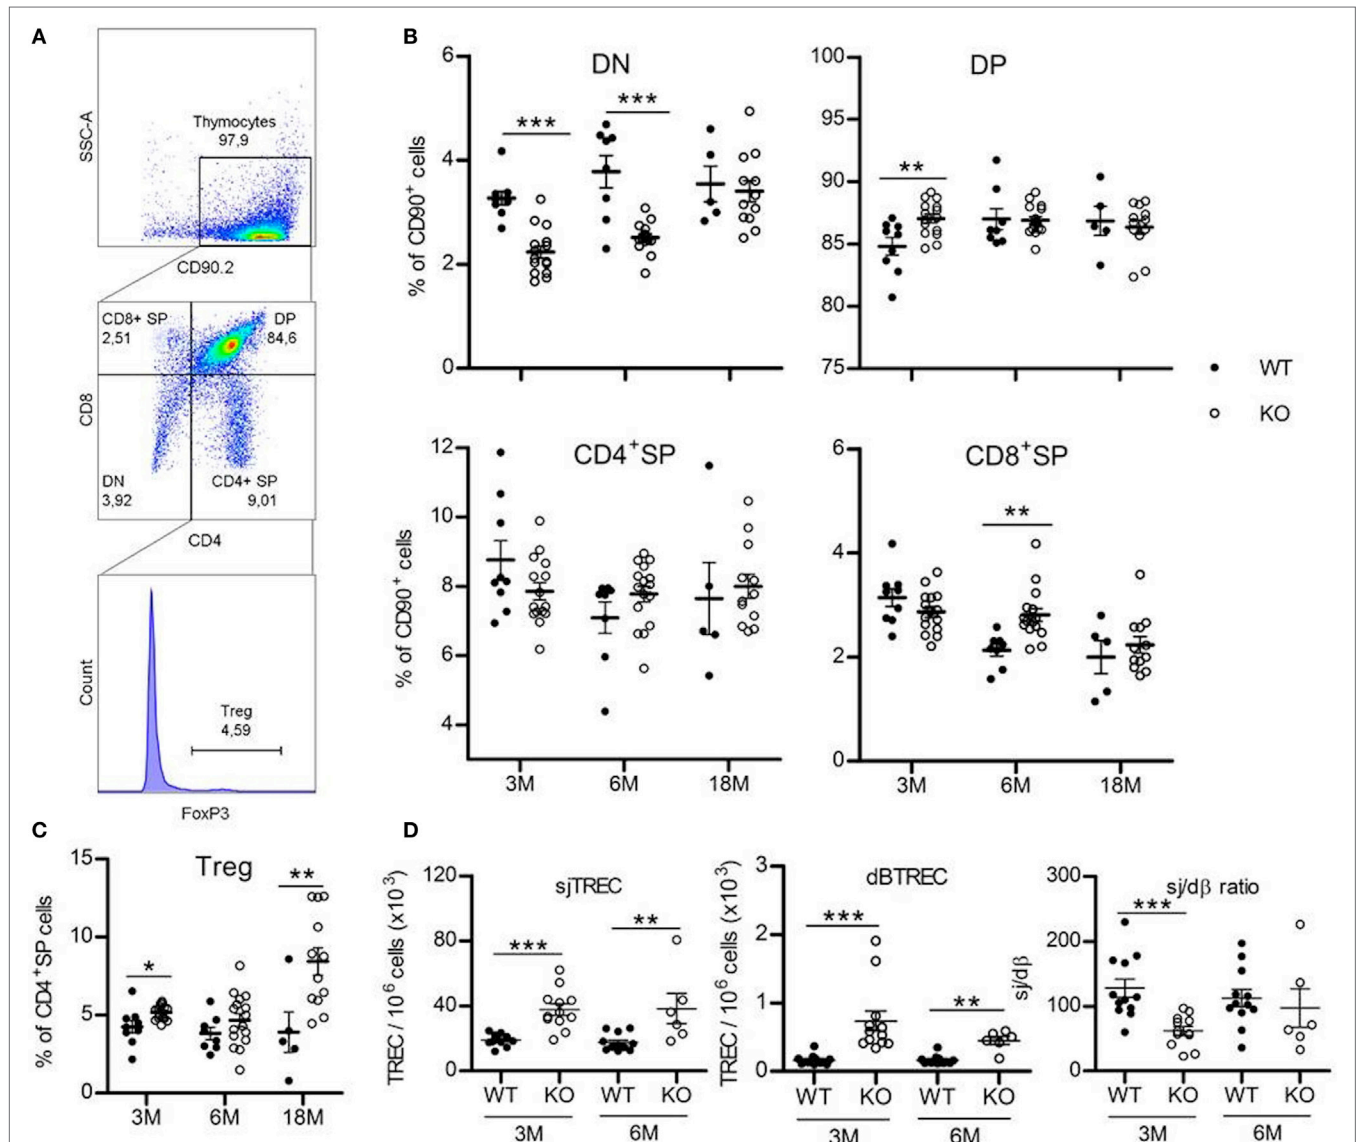 A
SSC-A
Thymocytes
97,9
CD90.2
CD8+ SP
2,51
DP
84,6
CD8
DN
3,92
CD4+ SP
9,01
CD4
Count
Treg
4,59
FoxP3
B
% of CD90+ cells
6
4
2
0
DN
***
***
100
95
90
85
80
75
DP
**
WT
KO
% of CD90+ cells
12
10
8
6
4
CD4+SP
3M
6M
18M
6
4
2
0
CD8+SP
**
3M
6M
18M
C
% of CD4+SP cells
15
10
5
0
Treg
*
**
3M
6M
18M
D
TREC / 10^6 cells (x10^3)
120
80
40
0
sjTREC
***
**
WT
KO
WT
KO
3M
6M
TREC / 10^6 cells (x10^3)
3
2
1
0
dBTREC
***
**
WT
KO
WT
KO
3M
6M
sj/dβ
300
200
100
0
sj/dβ ratio
***
WT
KO
WT
KO
3M
6M